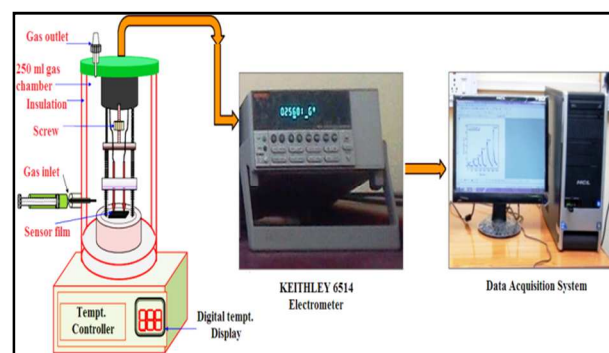 Gas outlet
250 ml gas
chamber
Insulation
Screw
Gas inlet
Sensor film
Tempt.
Controller
Digital tempt.
Display
KEITHLEY 6514
Electrometer
Data Acquisition System